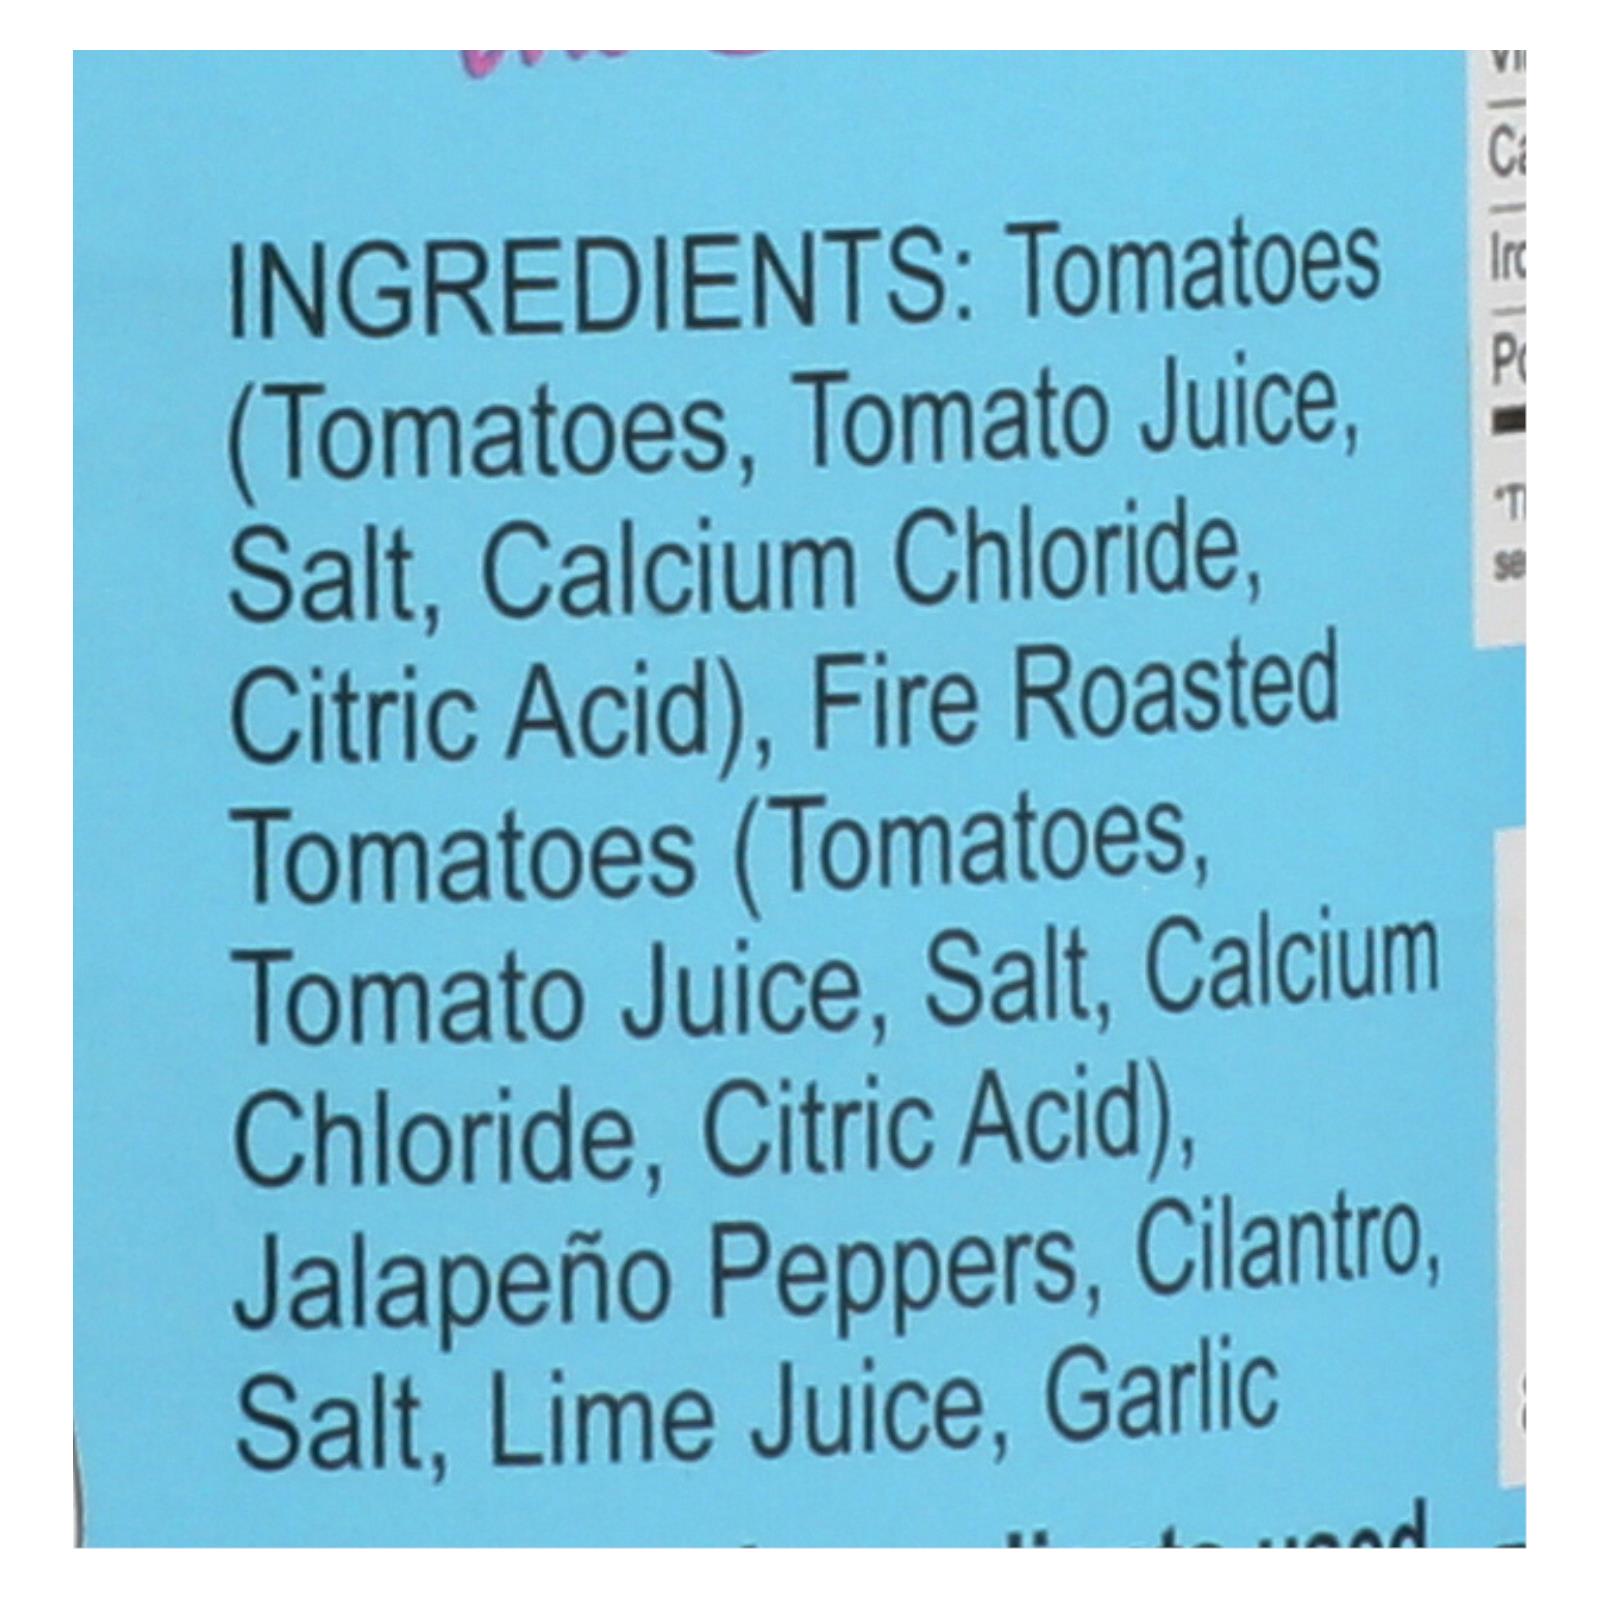 INGREDIENTS: Tomatoes
(Tomatoes, Tomato Juice,
Salt, Calcium Chloride,
Citric Acid), Fire Roasted
Tomatoes (Tomatoes,
Tomato Juice, Salt, Calcium
Chloride, Citric Acid),
Jalapeño Peppers, Cilantro,
Salt, Lime Juice, Garlic
used